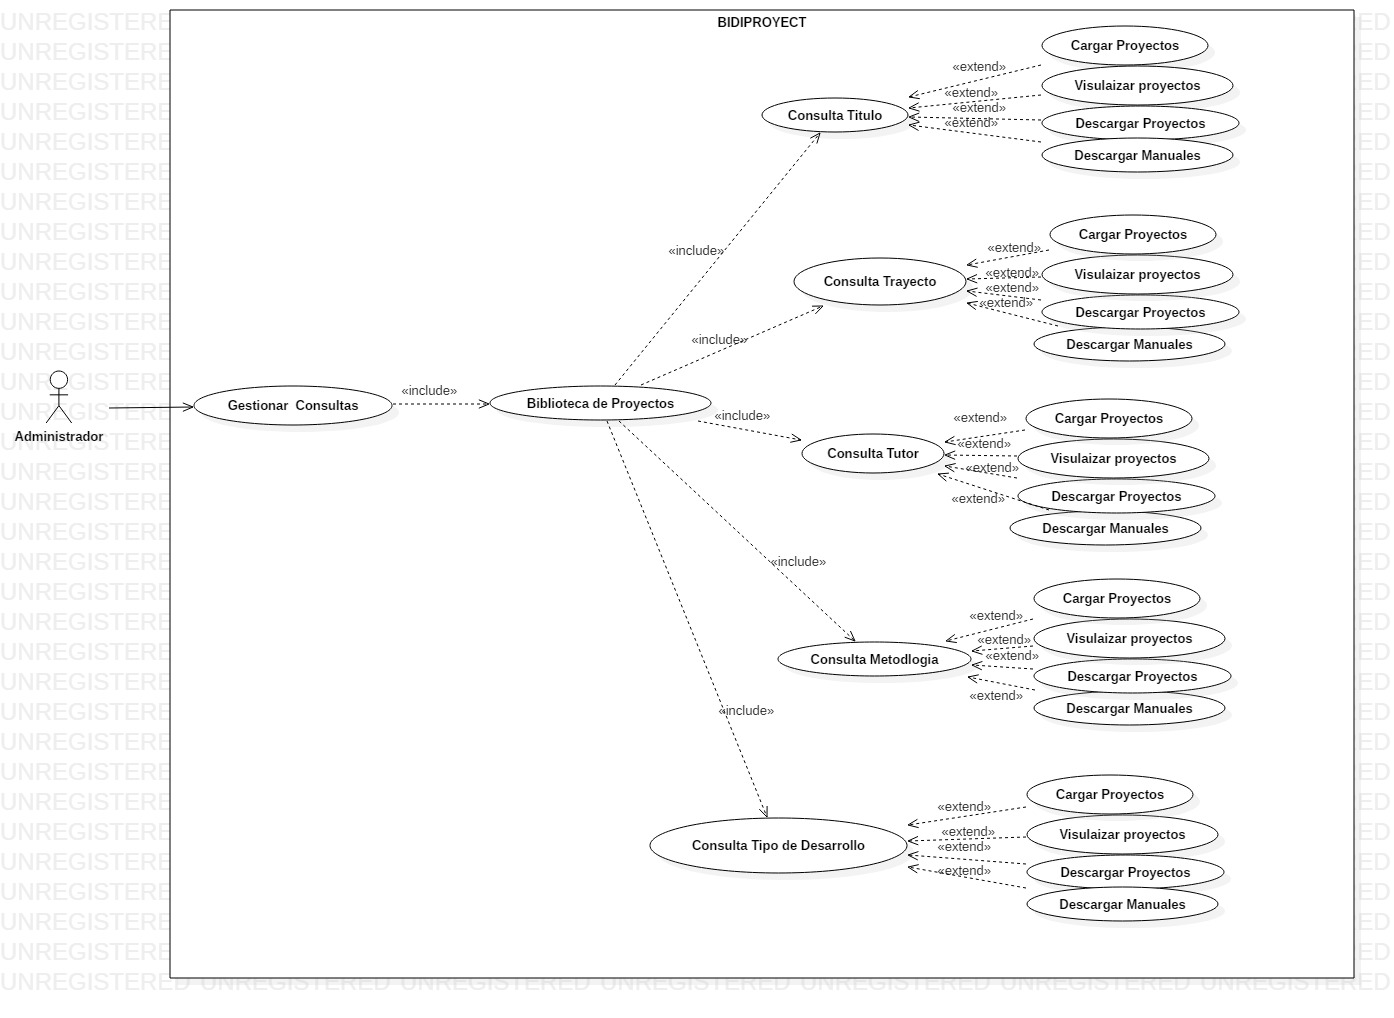 BIDIPROYECT
Cargar Proyectos
«extend»
Visulaizar proyectos
«extend»
«extend»
Consulta Titulo
Descargar Proyectos
«extend»
Descargar Manuales
Cargar Proyectos
«extend»
«include»
«extend»
Visulaizar proyectos
Consulta Trayecto
«extend»
«extend»
Descargar Proyectos
«include»
Descargar Manuales
«include»
Gestionar  Consultas
Biblioteca de Proyectos
«include»
«extend»
Cargar Proyectos
Administrador
«extend»
Consulta Tutor
Visulaizar proyectos
«extend»
«extend»
Descargar Proyectos
Descargar Manuales
«include»
Cargar Proyectos
«extend»
«extend»
Visulaizar proyectos
«extend»
Consulta Metodlogia
Descargar Proyectos
«extend»
Descargar Manuales
«include»
Cargar Proyectos
«extend»
«extend»
Visulaizar proyectos
Consulta Tipo de Desarrollo
«extend»
«extend»
Descargar Proyectos
Descargar Manuales
UNREGISTERED UNREGISTERED UNREGISTERED UNREGISTERED UNREGISTERED UNREGISTERED UNREGISTERED